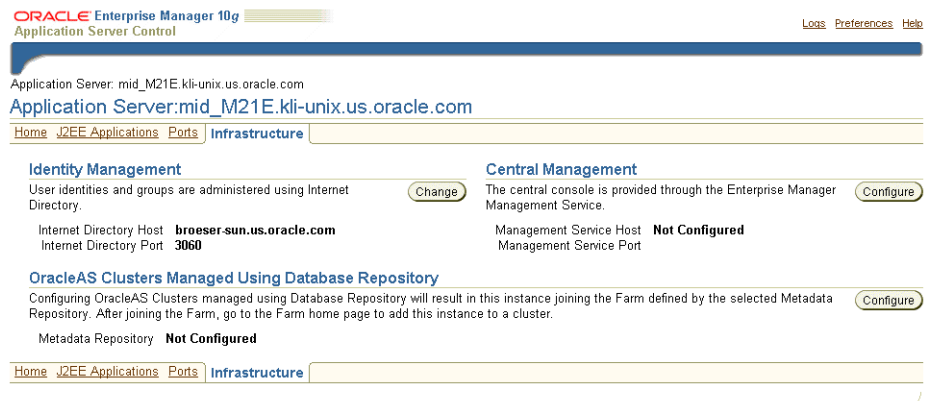 ORACLE Enterprise Manager 10g
Application Server Control
Logs Preferences Help
Application Server: mid_M21E.kli-unix.us.oracle.com
Application Server:mid_M21E.kli-unix.us.oracle.com
Home J2EE Applications Ports Infrastructure
Identity Management
User identities and groups are administered using Internet
Directory.
Change
Internet Directory Host broeser-sun.us.oracle.com
Internet Directory Port 3060
Central Management
The central console is provided through the Enterprise Manager
Management Service.
Configure
Management Service Host Not Configured
Management Service Port
OracleAS Clusters Managed Using Database Repository
Configuring OracleAS Clusters managed using Database Repository will result in this instance joining the Farm defined by the selected Metadata
Repository. After joining the Farm, go to the Farm home page to add this instance to a cluster.
Configure
Metadata Repository Not Configured
Home J2EE Applications Ports Infrastructure